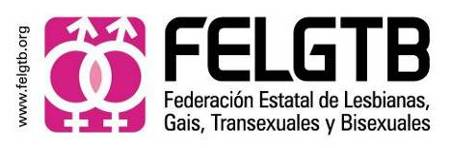 www.felgtb.org
FELGTB
Federación Estatal de Lesbianas,
Gais, Transexuales y Bisexuales